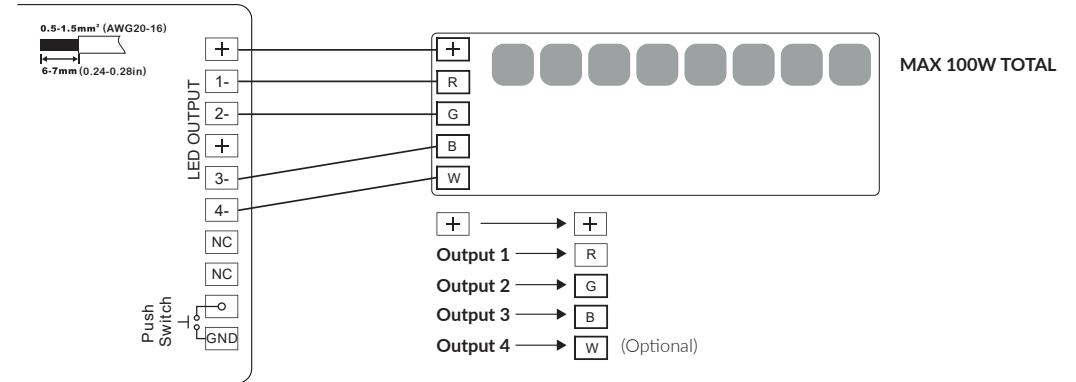 0.5-1.5mm² (AWG20-16)
6-7mm (0.24-0.28in)
LED OUTPUT
+
1-
2-
+
3-
4-
NC
NC
GND
Push
Switch
+
R
G
B
W
MAX 100W TOTAL
+ +
Output 1 R
Output 2 G
Output 3 B
Output 4 W (Optional)